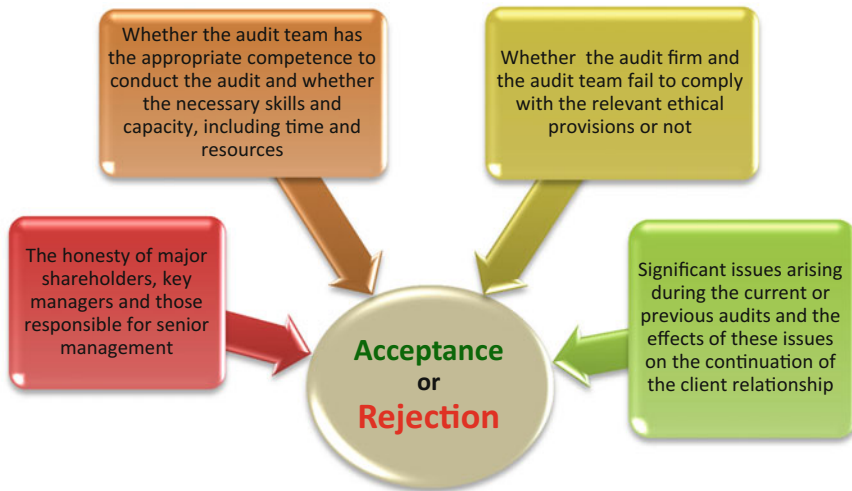 Whether the audit team has
the appropriate competence to
conduct the audit and whether
the necessary skills and
capacity, including time and
resources
Whether the audit firm and
the audit team fail to comply
with the relevant ethical
provisions or not
The honesty of major
shareholders, key
managers and those
responsible for senior
management
Significant issues arising
during the current or
previous audits and the
effects of these issues
on the continuation of
the client relationship
Acceptance
or
Rejection